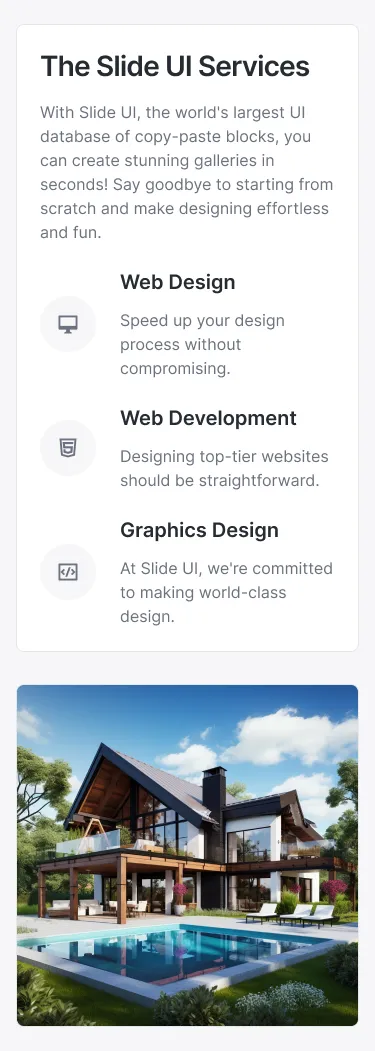 The Slide UI Services
With Slide UI, the world's largest UI
database of copy-paste blocks, you
can create stunning galleries in
seconds! Say goodbye to starting from
scratch and make designing effortless
and fun.
Web Design
Speed up your design
process without
compromising.
Web Development
Designing top-tier websites
should be straightforward.
Graphics Design
At Slide UI, we're committed
to making world-class
design.